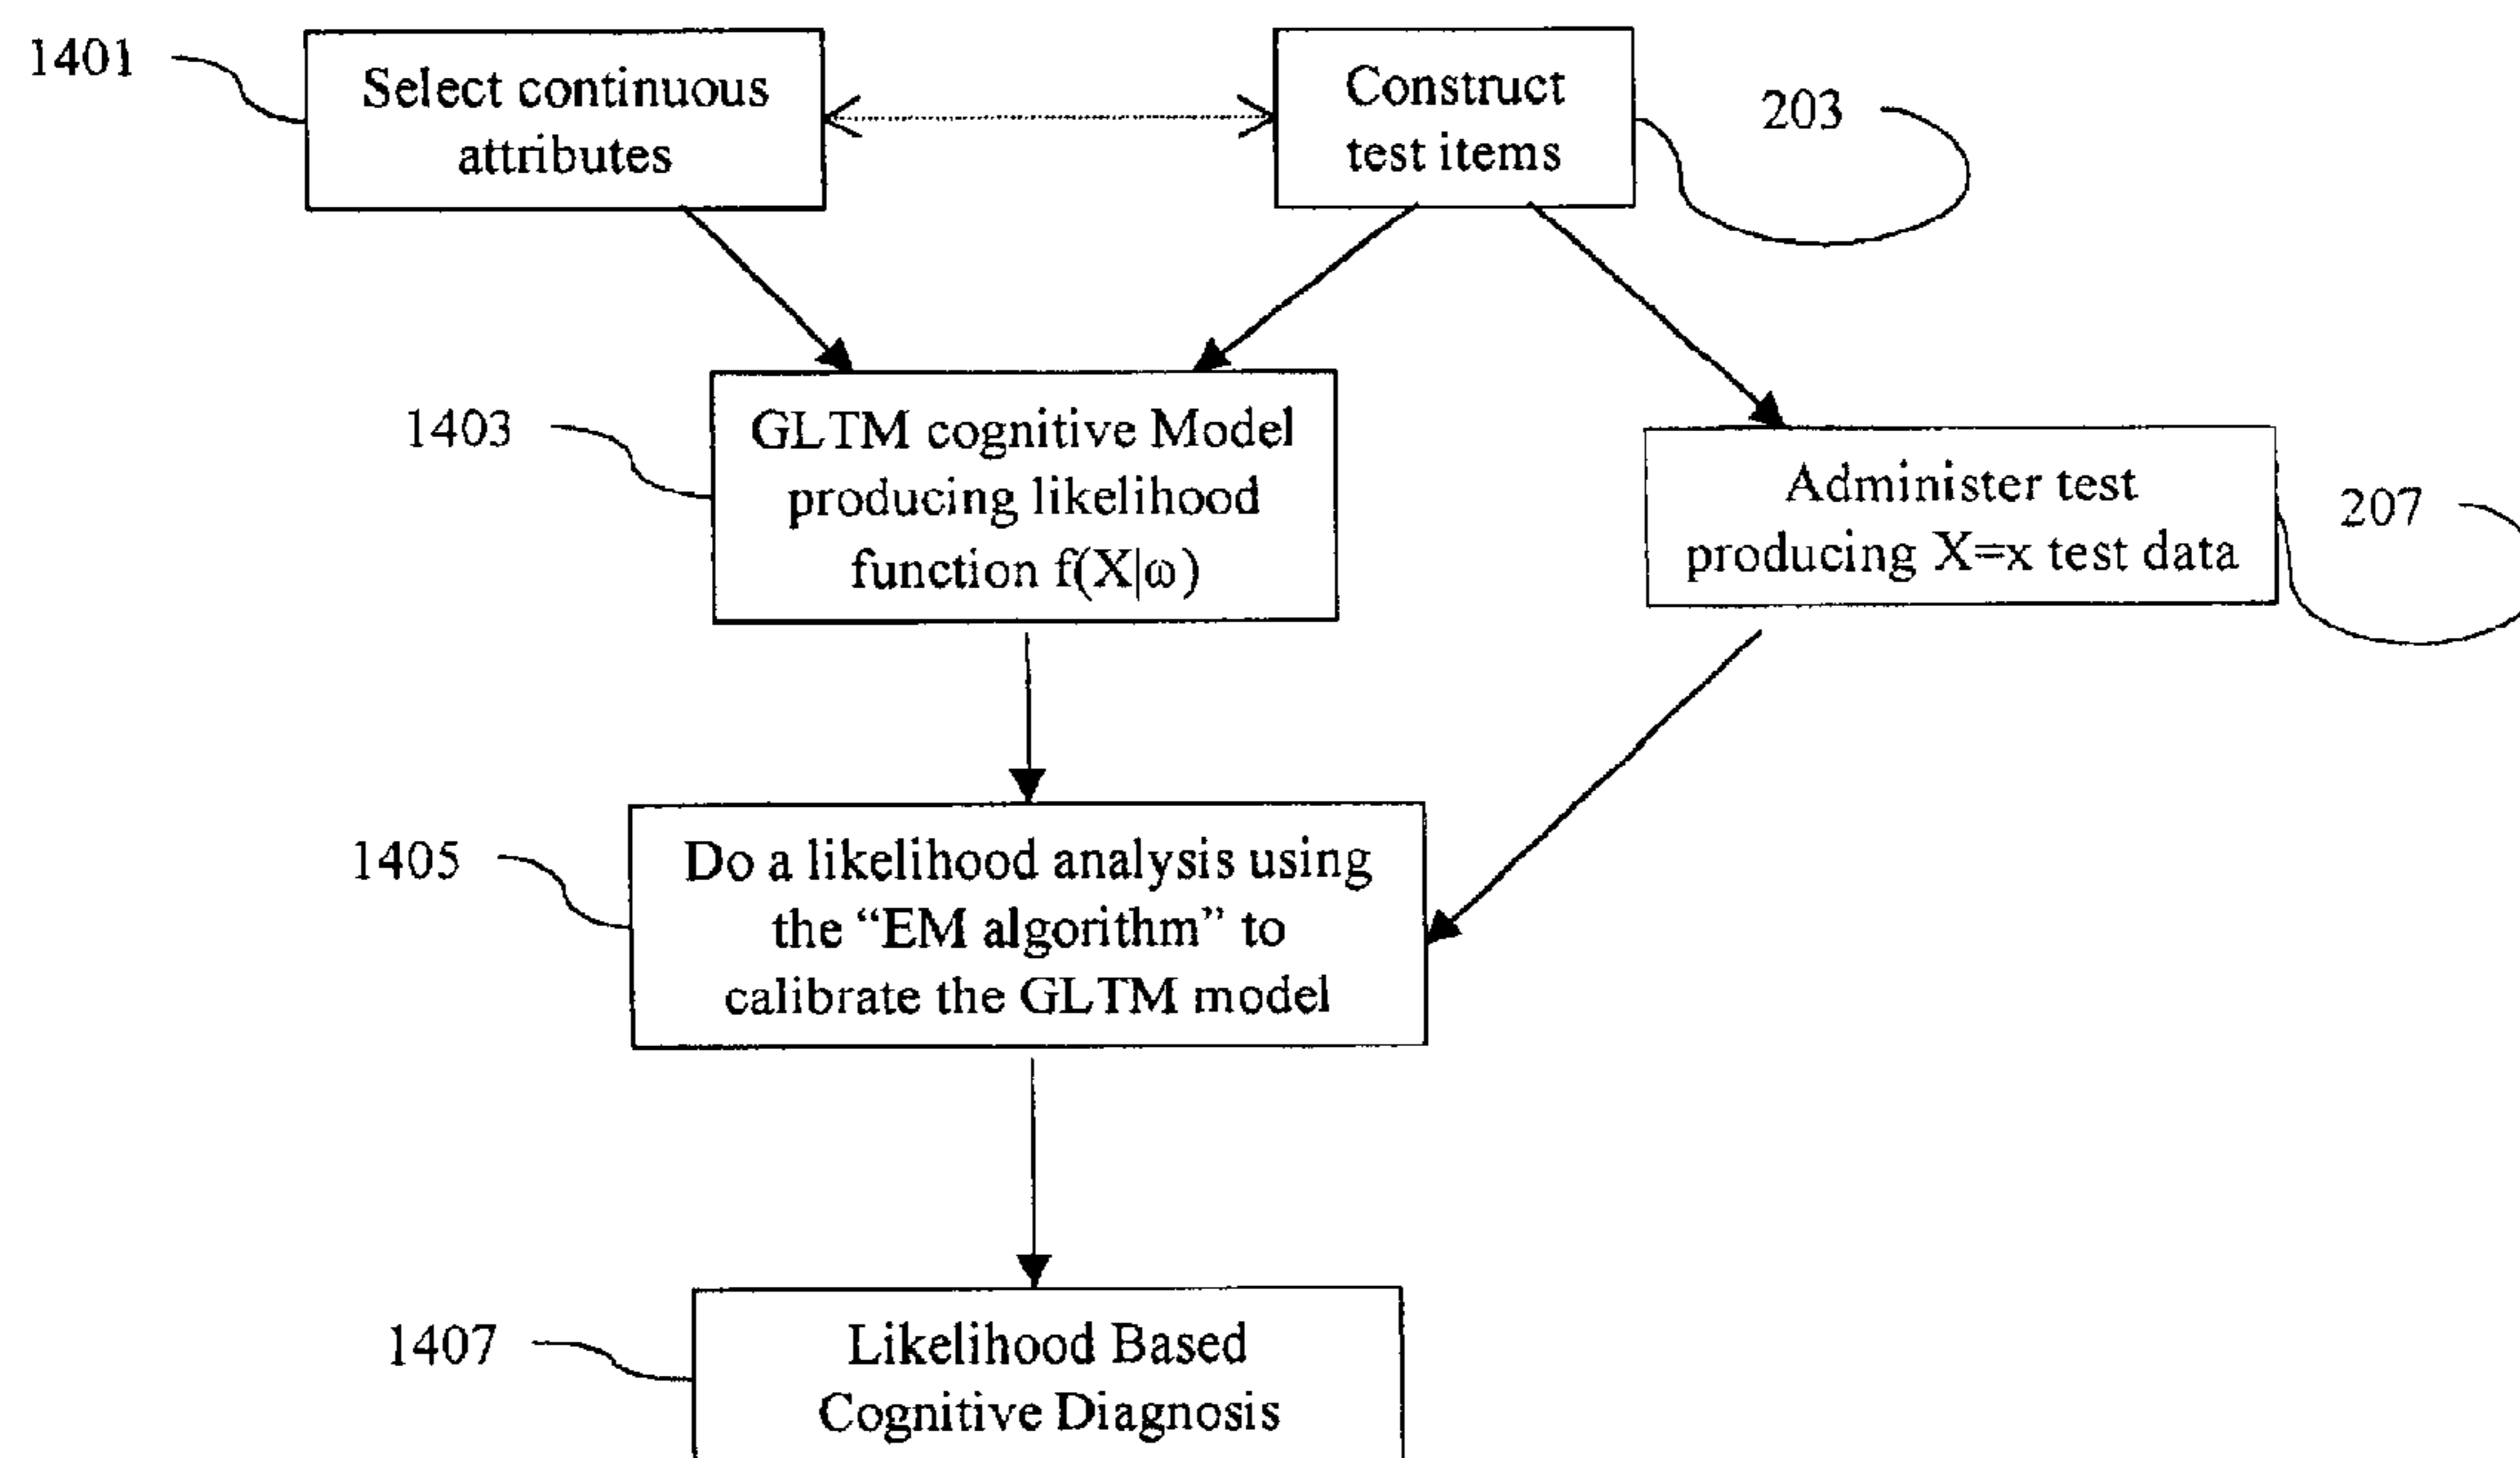 1401
Select continuous
attributes
Construct
test items
203
1403
GLTM cognitive Model
producing likelihood
function f(X|ω)
Administer test
producing X=x test data
207
1405
Do a likelihood analysis using
the “EM algorithm” to
calibrate the GLTM model
1407
Likelihood Based
Cognitive Diagnosis